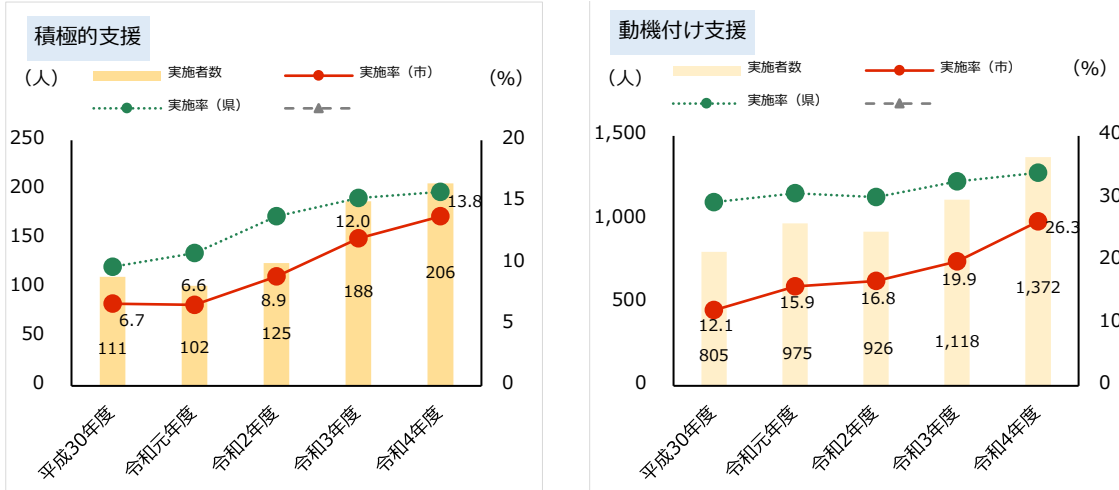 積極的支援
（人）
実施者数
実施率（市）
（%）
実施率（県）
250
200
150
100
50
0
20
15
10
5
0
13.8
12.0
6.6
8.9
6.7
206
188
125
111
102
平成30年度
令和元年度
令和2年度
令和3年度
令和4年度
動機付け支援
（人）
実施者数
実施率（市）
（%）
実施率（県）
1,500
1,000
500
0
40
30
20
10
0
26.3
19.9
16.8
15.9
12.1
1,372
1,118
926
975
805
平成30年度
令和元年度
令和2年度
令和3年度
令和4年度